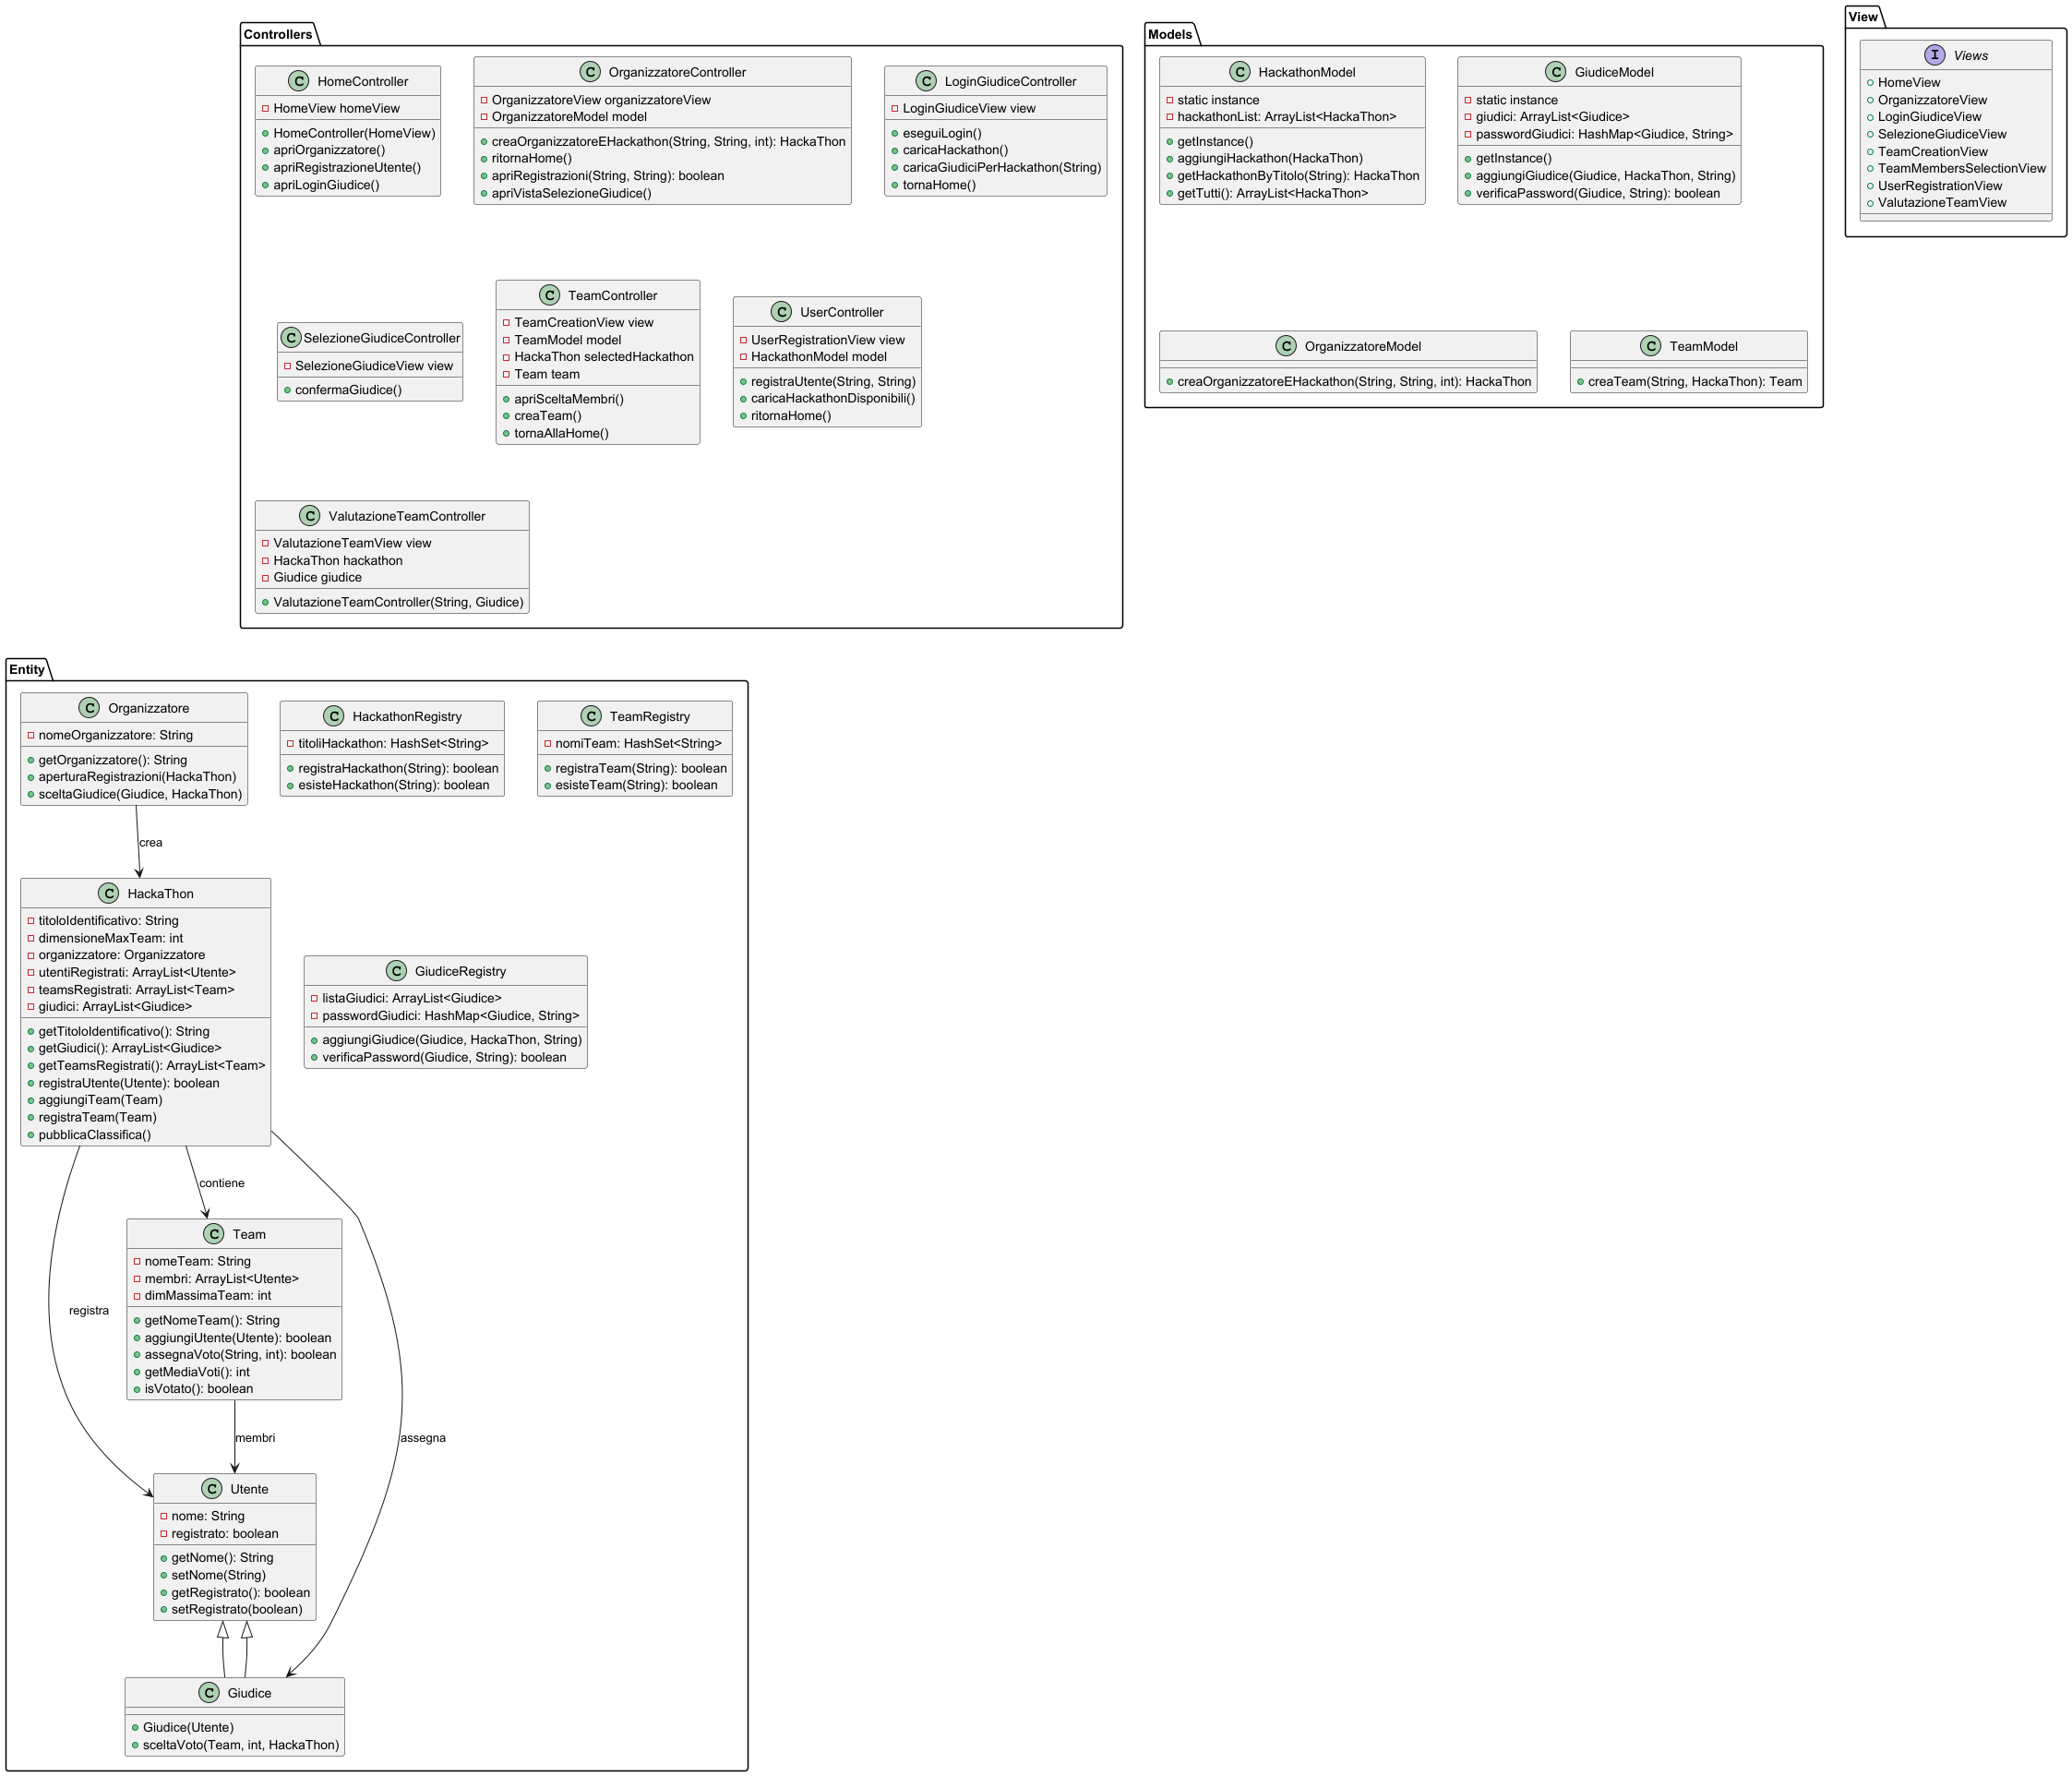 Controllers
HomeController
HomeView homeView
HomeController(HomeView)
apriOrganizzatore()
apriRegistrazioneUtente()
apriLoginGiudice()
OrganizzatoreController
OrganizzatoreView organizzatoreView
OrganizzatoreModel model
creaOrganizzatoreEHackathon(String, String, int): HackaThon
ritornaHome()
apriRegistrazioni(String, String): boolean
apriVistaSelezioneGiudice()
LoginGiudiceController
LoginGiudiceView view
eseguiLogin()
caricaHackathon()
caricaGiudiciPerHackathon(String)
tornaHome()
SelezioneGiudiceController
SelezioneGiudiceView view
confermaGiudice()
TeamController
TeamCreationView view
TeamModel model
HackaThon selectedHackathon
Team team
apriSceltaMembri()
creaTeam()
tornaAllaHome()
UserController
UserRegistrationView view
HackathonModel model
registraUtente(String, String)
caricaHackathonDisponibili()
ritornaHome()
ValutazioneTeamController
ValutazioneTeamView view
HackaThon hackathon
Giudice giudice
ValutazioneTeamController(String, Giudice)
Models
HackathonModel
static instance
hackathonList: ArrayList<HackaThon>
getInstance()
aggiungiHackathon(HackaThon)
getHackathonByTitolo(String): HackaThon
getTutti(): ArrayList<HackaThon>
GiudiceModel
static instance
giudici: ArrayList<Giudice>
passwordGiudici: HashMap<Giudice, String>
getInstance()
aggiungiGiudice(Giudice, HackaThon, String)
verificaPassword(Giudice, String): boolean
OrganizzatoreModel
creaOrganizzatoreEHackathon(String, String, int): HackaThon
TeamModel
creaTeam(String, HackaThon): Team
View
Views
HomeView
OrganizzatoreView
LoginGiudiceView
SelezioneGiudiceView
TeamCreationView
TeamMembersSelectionView
UserRegistrationView
ValutazioneTeamView
Entity
Organizzatore
nomeOrganizzatore: String
getOrganizzatore(): String
aperturaRegistrazioni(HackaThon)
sceltaGiudice(Giudice, HackaThon)
HackathonRegistry
titoliHackathon: HashSet<String>
registraHackathon(String): boolean
esisteHackathon(String): boolean
TeamRegistry
nomiTeam: HashSet<String>
registraTeam(String): boolean
esisteTeam(String): boolean
crea
HackaThon
titoloIdentificativo: String
dimensioneMaxTeam: int
organizzatore: Organizzatore
utentiRegistrati: ArrayList<Utente>
teamsRegistrati: ArrayList<Team>
giudici: ArrayList<Giudice>
getTitoloIdentificativo(): String
getGiudici(): ArrayList<Giudice>
getTeamsRegistrati(): ArrayList<Team>
registraUtente(Utente): boolean
aggiungiTeam(Team)
registraTeam(Team)
pubblicaClassifica()
GiudiceRegistry
listaGiudici: ArrayList<Giudice>
passwordGiudici: HashMap<Giudice, String>
aggiungiGiudice(Giudice, HackaThon, String)
verificaPassword(Giudice, String): boolean
contiene
registra
Team
nomeTeam: String
membri: ArrayList<Utente>
dimMassimaTeam: int
getNomeTeam(): String
aggiungiUtente(Utente): boolean
assegnaVoto(String, int): boolean
getMediaVoti(): int
isVotato(): boolean
membri
assegna
Utente
nome: String
registrato: boolean
getNome(): String
setNome(String)
getRegistrato(): boolean
setRegistrato(boolean)
Giudice
Giudice(Utente)
sceltaVoto(Team, int, HackaThon)